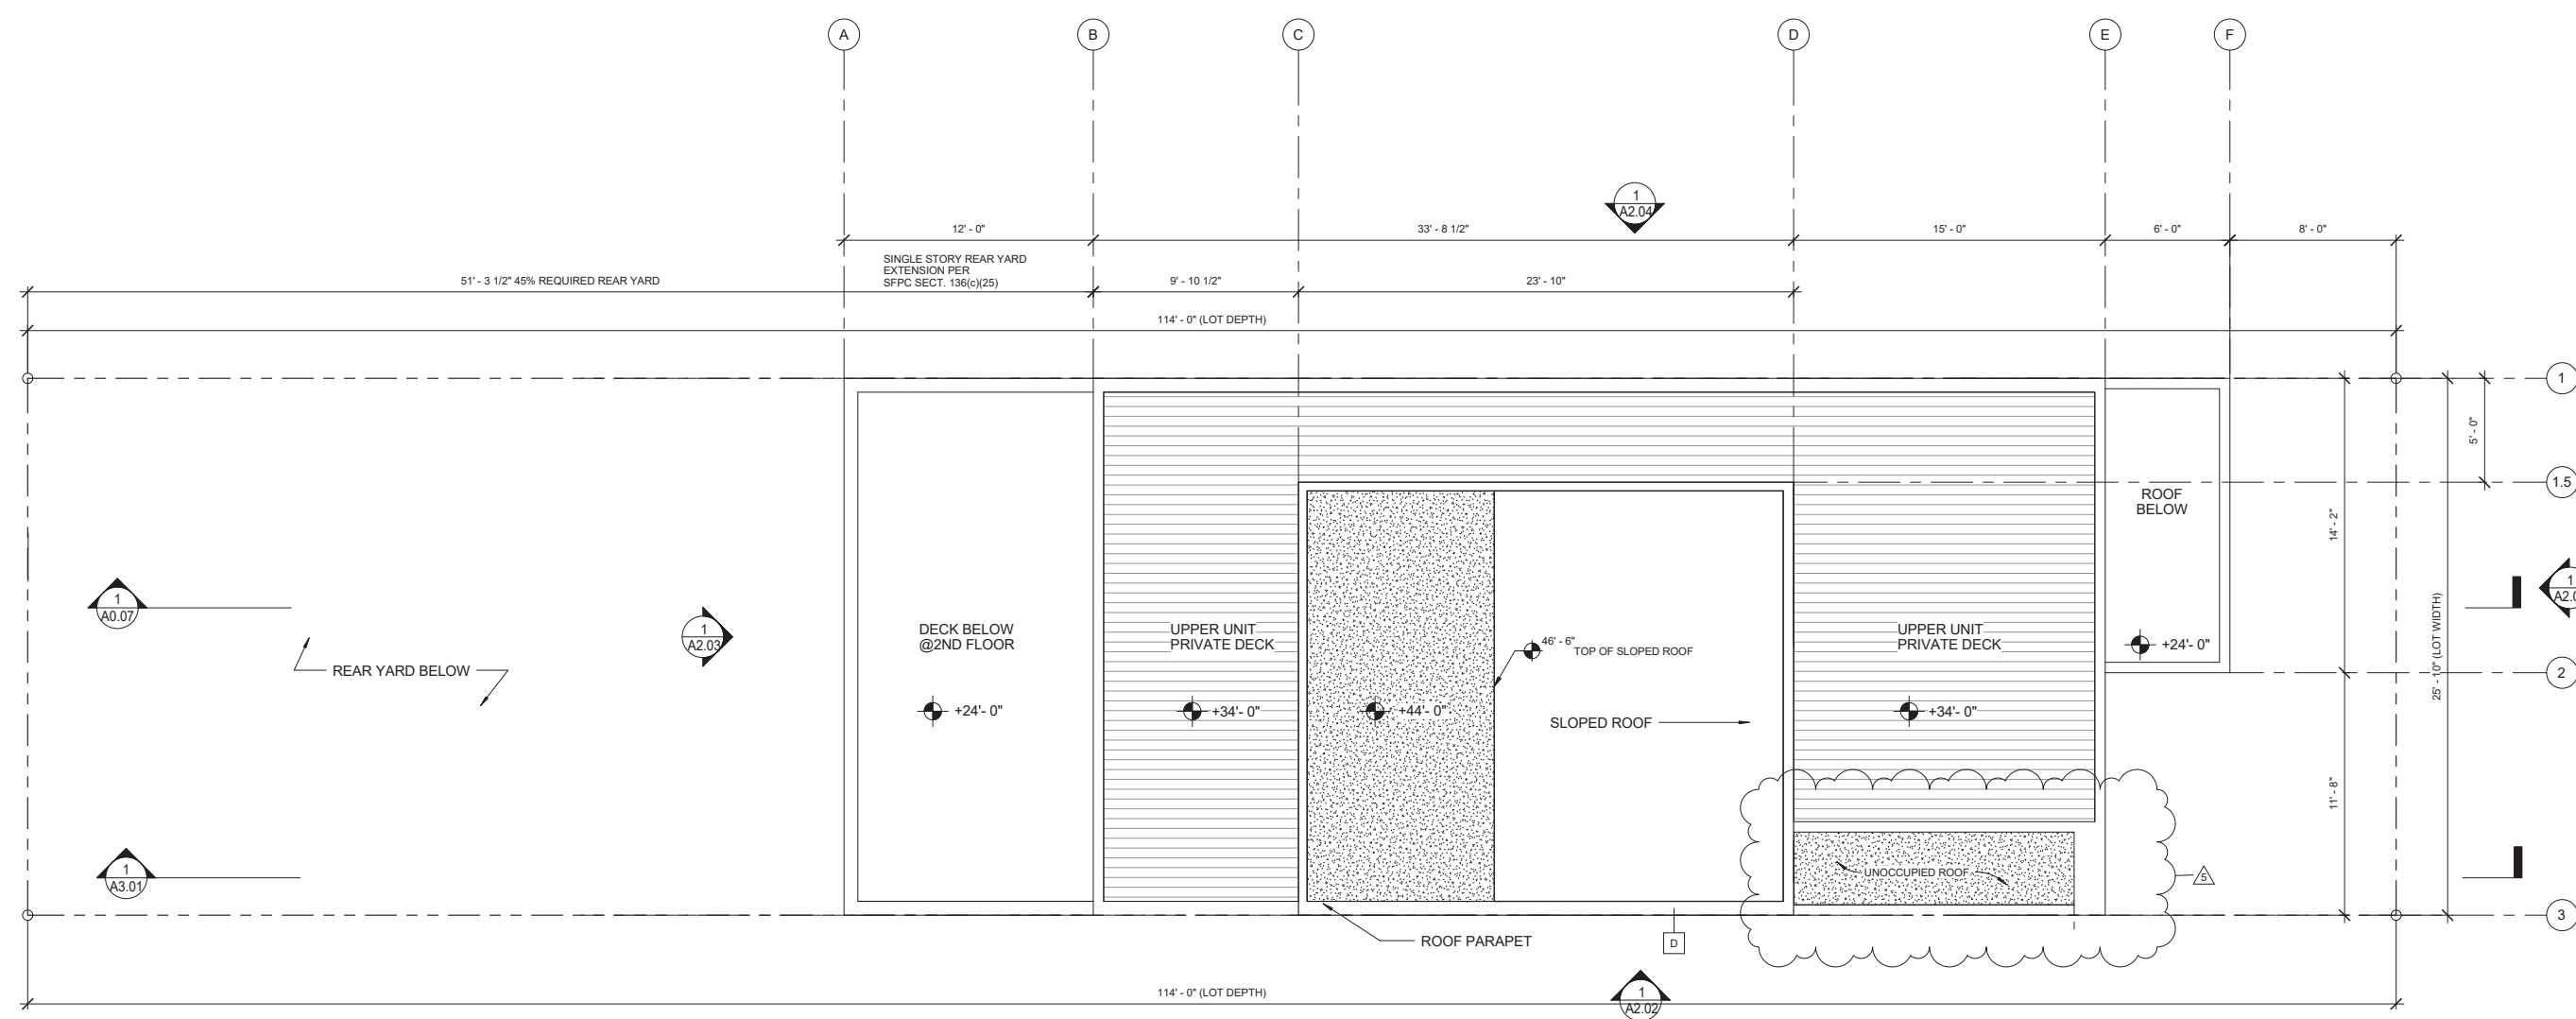 A
B
C
D
E
F
1
A2.04
12' - 0"
33' - 8 1/2"
15' - 0"
6' - 0"
8' - 0"
SINGLE STORY REAR YARD
EXTENSION PER
SFPC SECT. 136(c)(25)
51' - 3 1/2" 45% REQUIRED REAR YARD
9' - 10 1/2"
23' - 10"
114' - 0" (LOT DEPTH)
1
5' - 0"
1.5
ROOF
BELOW
14' - 2"
1
A0.07
1
A2.03
DECK BELOW
@2ND FLOOR
UPPER UNIT
PRIVATE DECK
46' - 6"
TOP OF SLOPED ROOF
UPPER UNIT
PRIVATE DECK
+24'- 0"
1
25' - 10" (LOT WIDTH)
REAR YARD BELOW
2
+24'- 0"
+34'- 0"
+44'- 0"
SLOPED ROOF
+34'- 0"
11' - 8"
1
A3.01
UNOCCUPIED ROOF
5
3
ROOF PARAPET
D
114' - 0" (LOT DEPTH)
1
A2.02